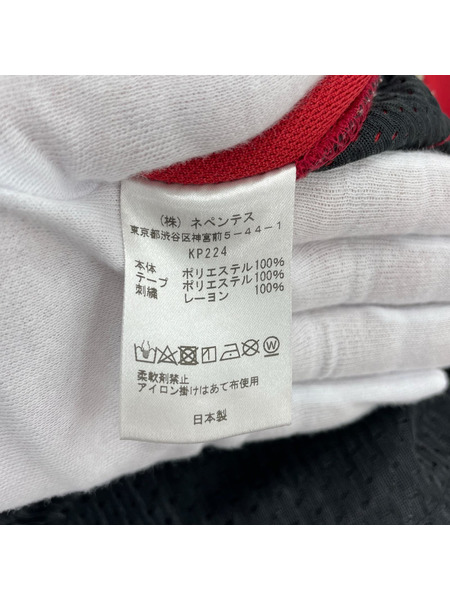 (株) ネペンテス
東京都渋谷区神宮前5-44-1
KP224
本体 ポリエステル100%
テープ ポリエステル100%
刺繍 レーヨン 100%
柔軟剤禁止
アイロン掛けはあて布使用
日本製